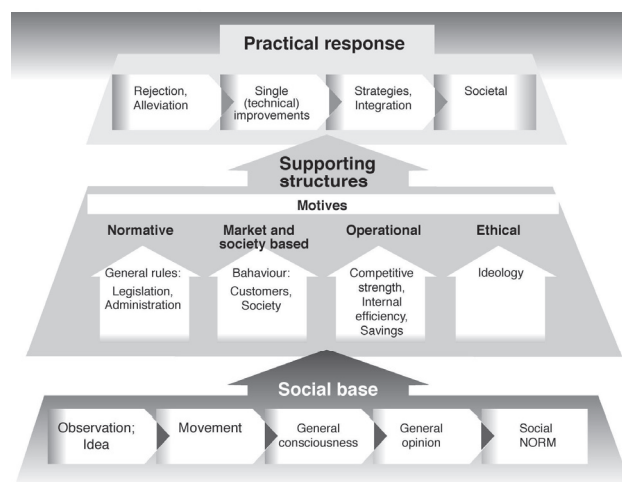 Practical response
Rejection,
Alleviation
Single
(technical)
improvements
Strategies,
Integration
Societal
Supporting
structures
Motives
Normative
General rules:
Legislation,
Administration
Market and
society based
Bahaviour:
Customers,
Society
Operational
Competitive
strength,
Internal
efficiency,
Savings
Ethical
Ideology
Social base
Observation;
Idea
Movement
General
consciousness
General
opinion
Social
NORM